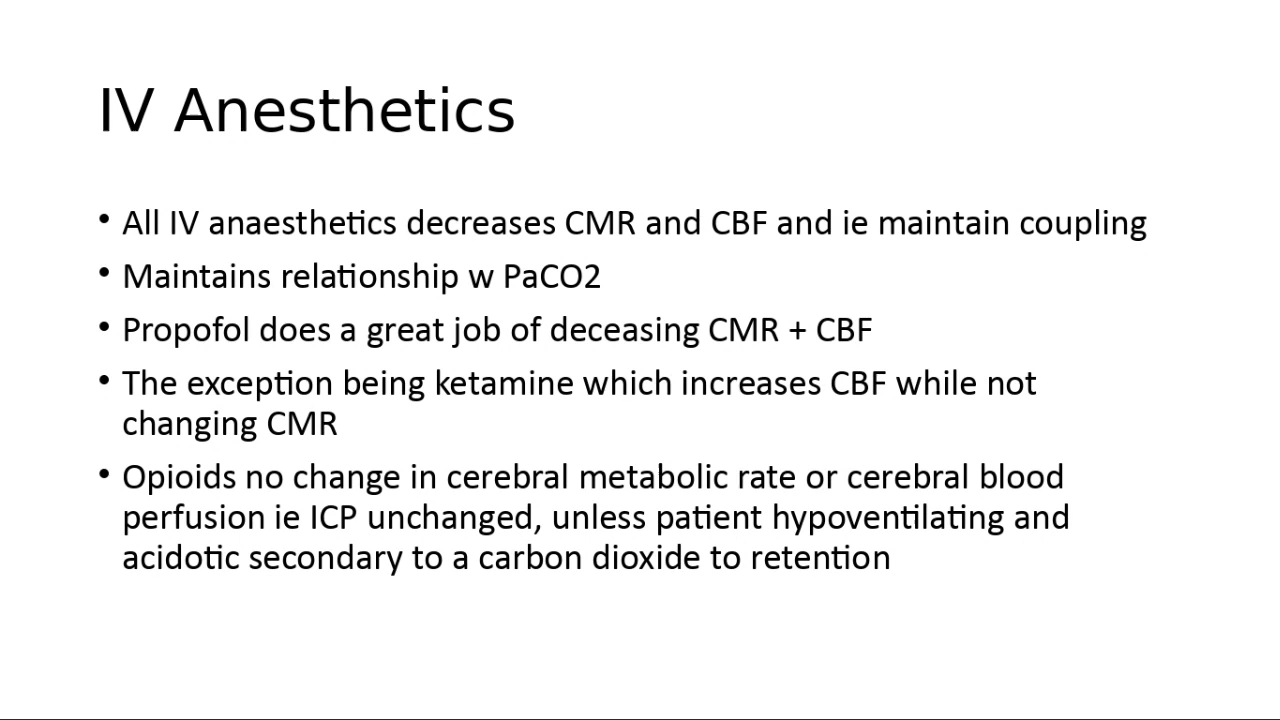 IV Anesthetics
• All IV anaesthetics decreases CMR and CBF and ie maintain coupling
• Maintains relationship w PaCO2
• Propofol does a great job of deceasing CMR + CBF
• The exception being ketamine which increases CBF while not
changing CMR
• Opioids no change in cerebral metabolic rate or cerebral blood
perfusion ie ICP unchanged, unless patient hypoventilating and
acidotic secondary to a carbon dioxide to retention